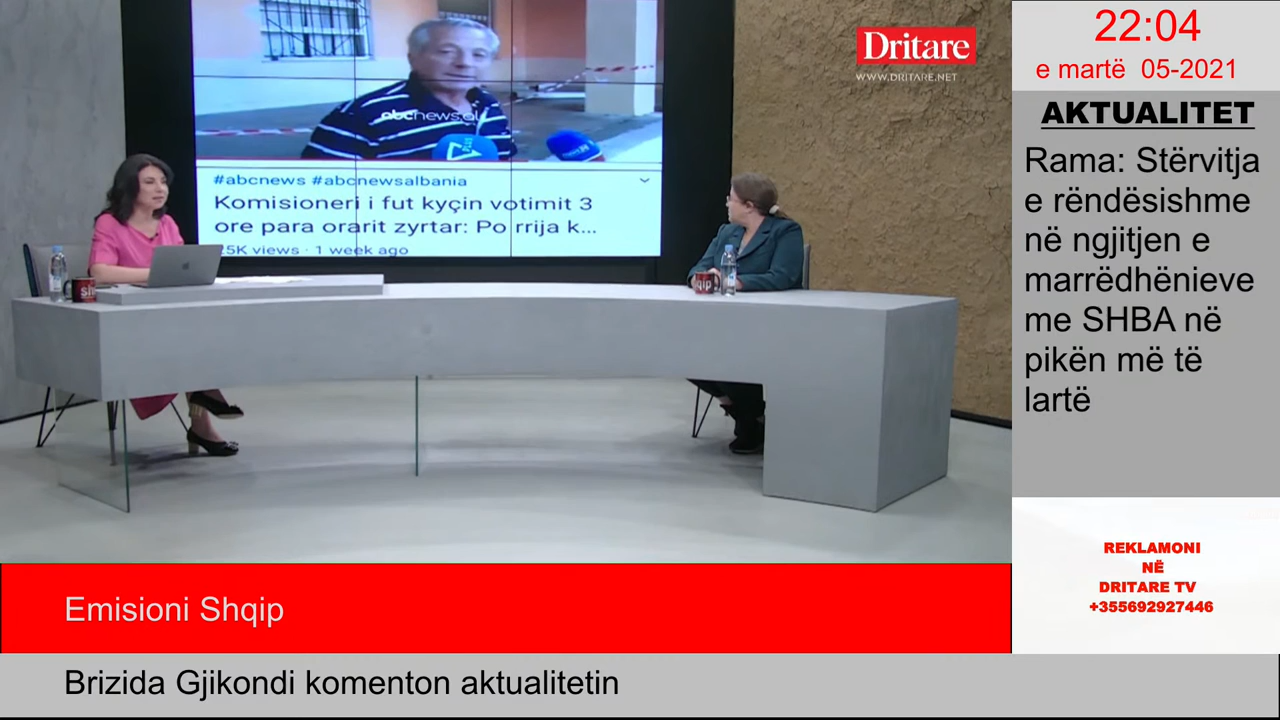 Dritare
WWW.DRITARE.NET
abcnews.al
#abcnews #abcnewsalbania
Komisioneri i fut kyçin votimit 3
ore para orarit zyrtar: Po rrija k...
25K views · 1 week ago
qip
22:04
e martë 05-2021
AKTUALITET
Rama: Stërvitja
e rëndësishme
në ngjitjen e
marrëdhënieve
me SHBA në
pikën më të
lartë
REKLAMONI
NË
DRITARE TV
+355692927446
Emisioni Shqip
Brizida Gjikondi komenton aktualitetin